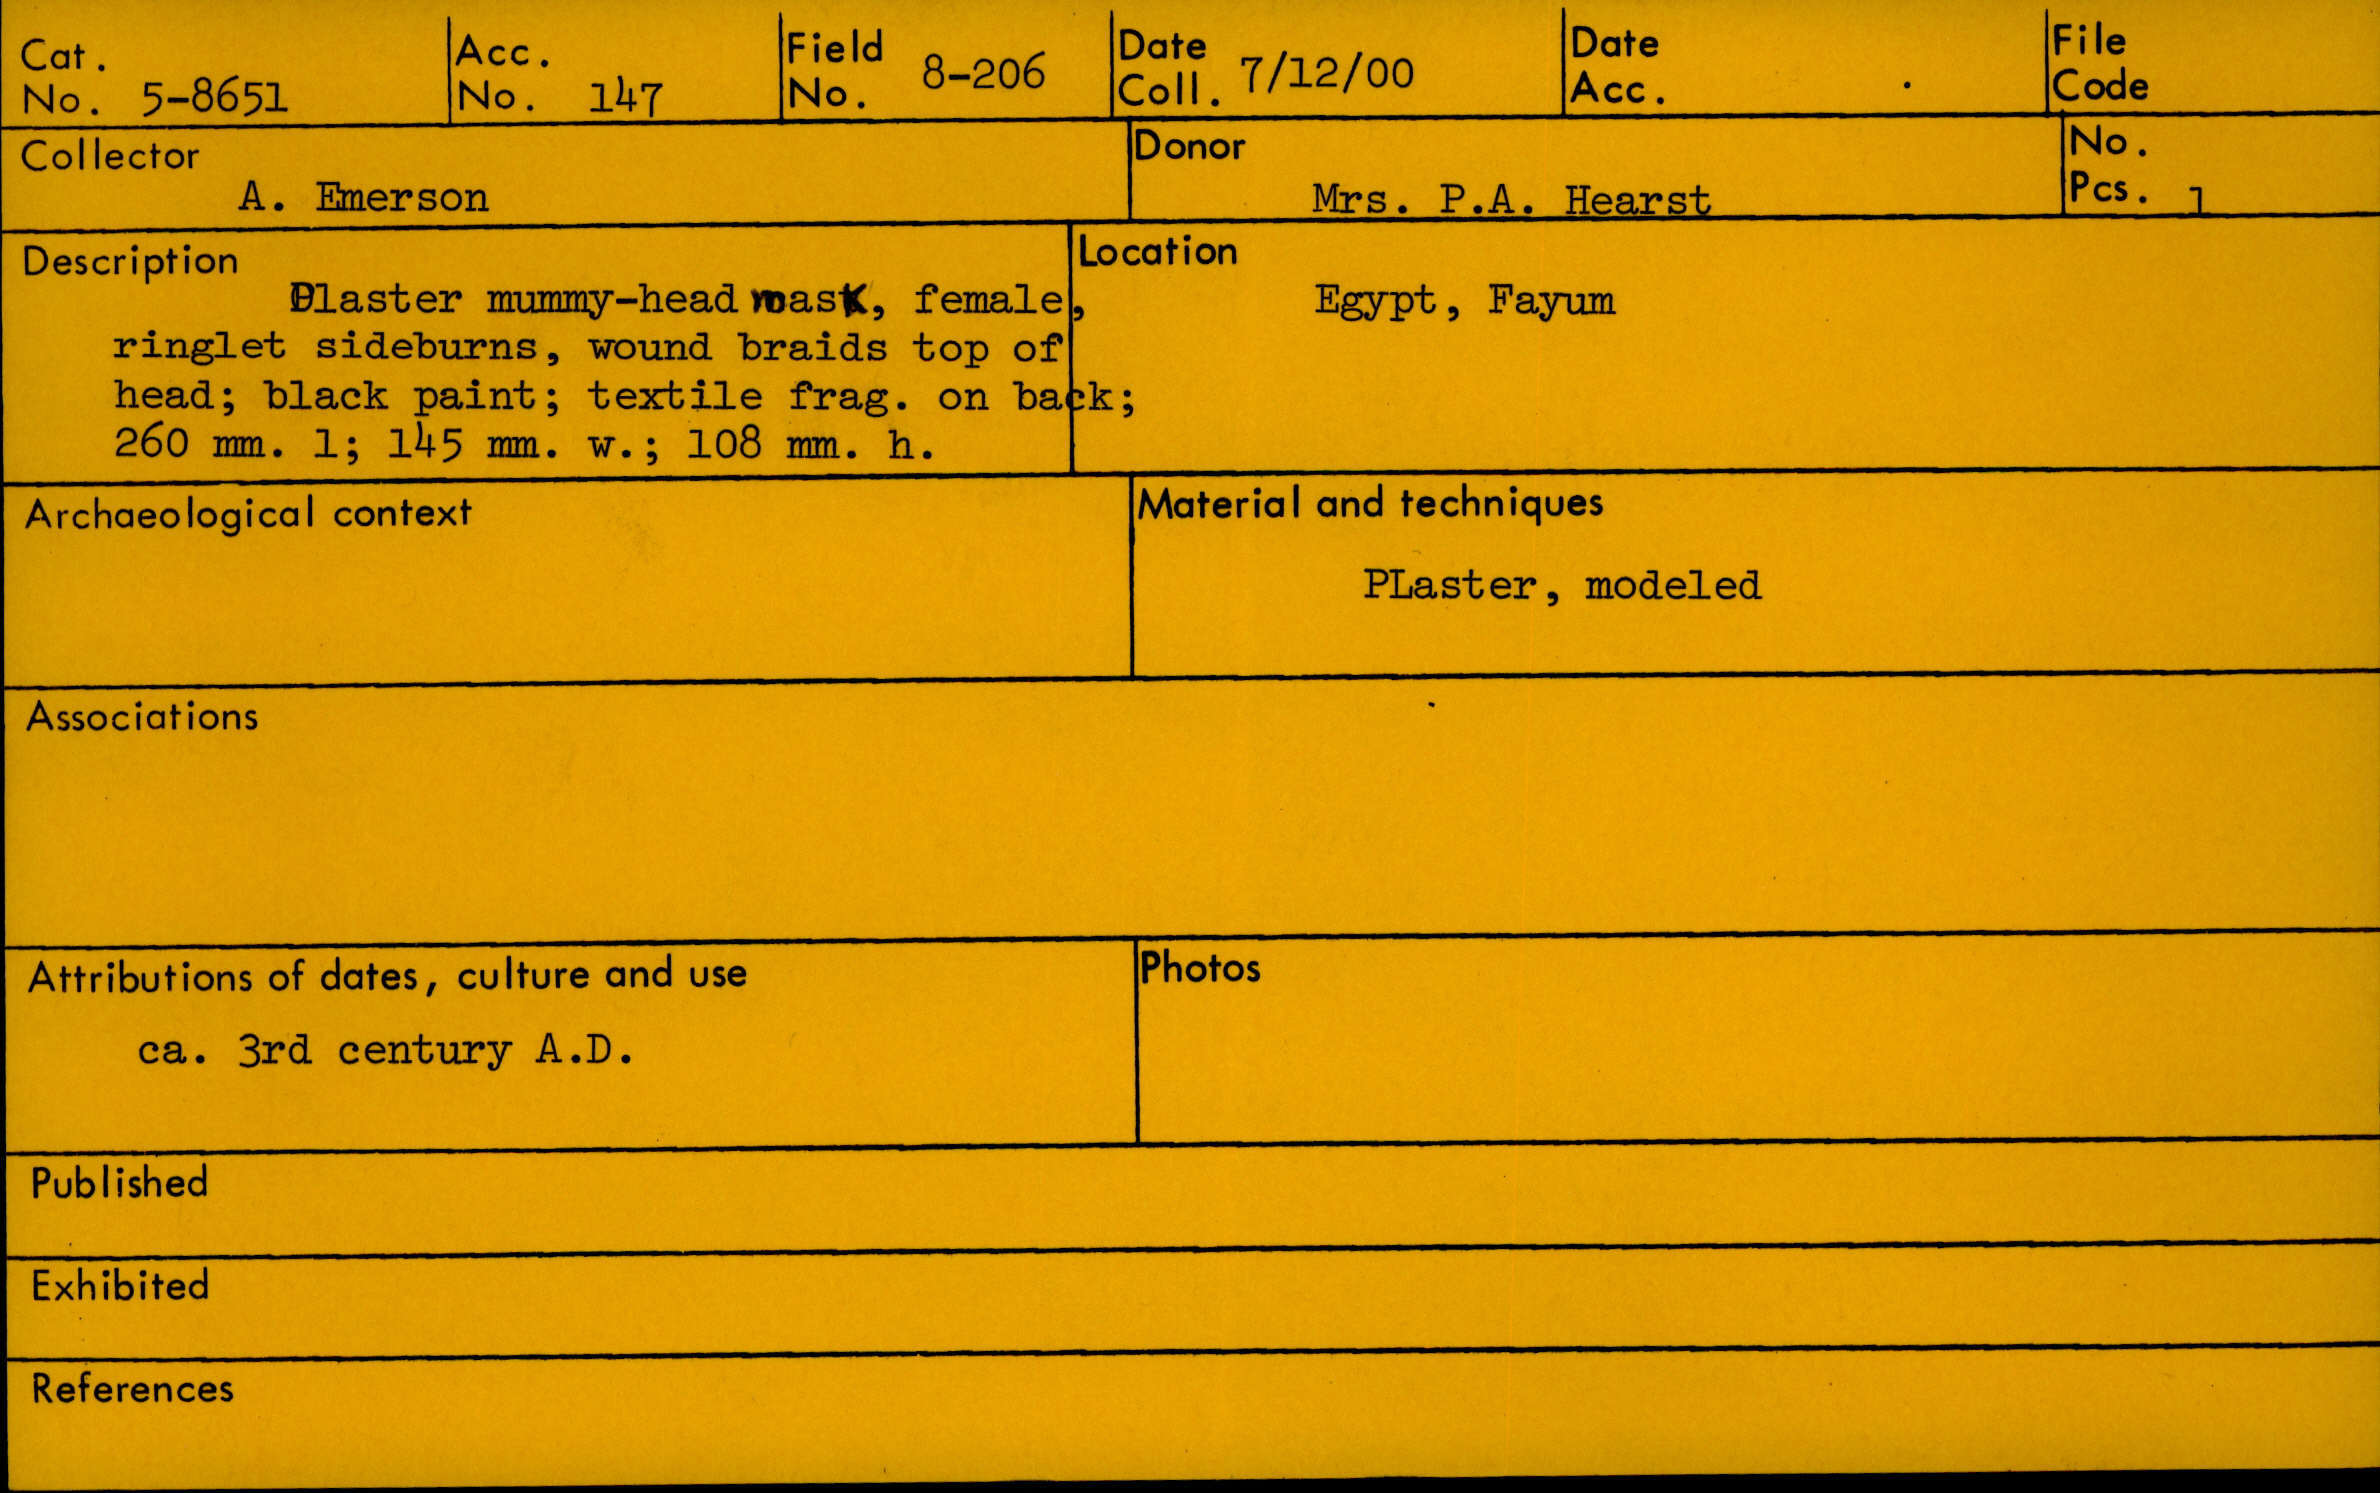 Cat. No. 5-8651
Acc. No. 147
Field No. 8-206
Date Coll. 7/12/00
Date Acc.
File Code
Collector
A. Emerson
Donor
Mrs. P.A. Hearst
No. Pcs. 1
Description
Plaster mummy-head mask, female,
ringlet sideburns, wound braids top of
head; black paint; textile frag. on back;
260 mm. l; 145 mm. w.; 108 mm. h.
Location
Egypt, Fayum
Archaeological context
Material and techniques
PLaster, modeled
Associations
Attributions of dates, culture and use
ca. 3rd century A.D.
Photos
Published
Exhibited
References